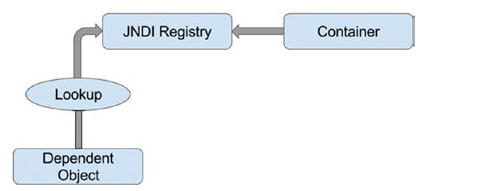 JNDI Registry
Container
Lookup
Dependent
Object